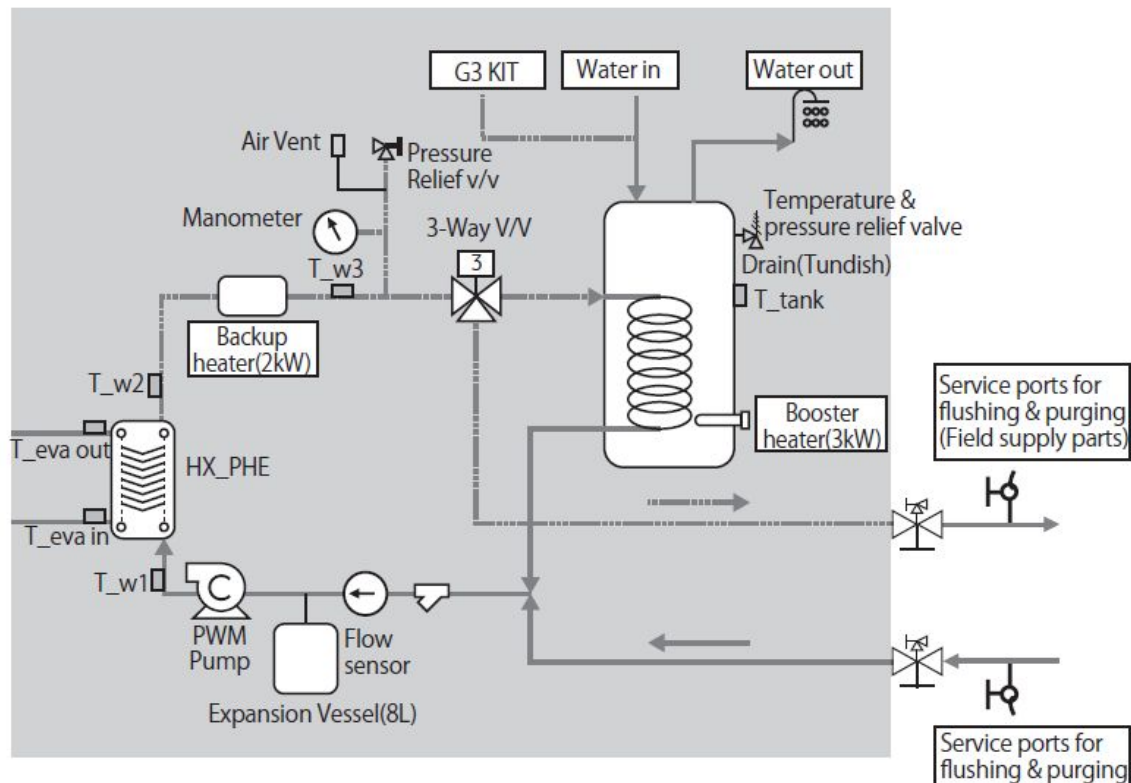 G3 KIT
Water in
Water out
Air Vent
Pressure
Relief v/v
Manometer
T_w3
3-Way V/V
3
Temperature &
pressure relief valve
Drain(Tundish)
T_tank
Backup
heater(2kW)
T_w2
Booster
heater(3kW)
Service ports for
flushing & purging
(Field supply parts)
T_eva out
HX_PHE
T_eva in
T_w1
C
PWM
Pump
Flow
sensor
Expansion Vessel(8L)
Service ports for
flushing & purging